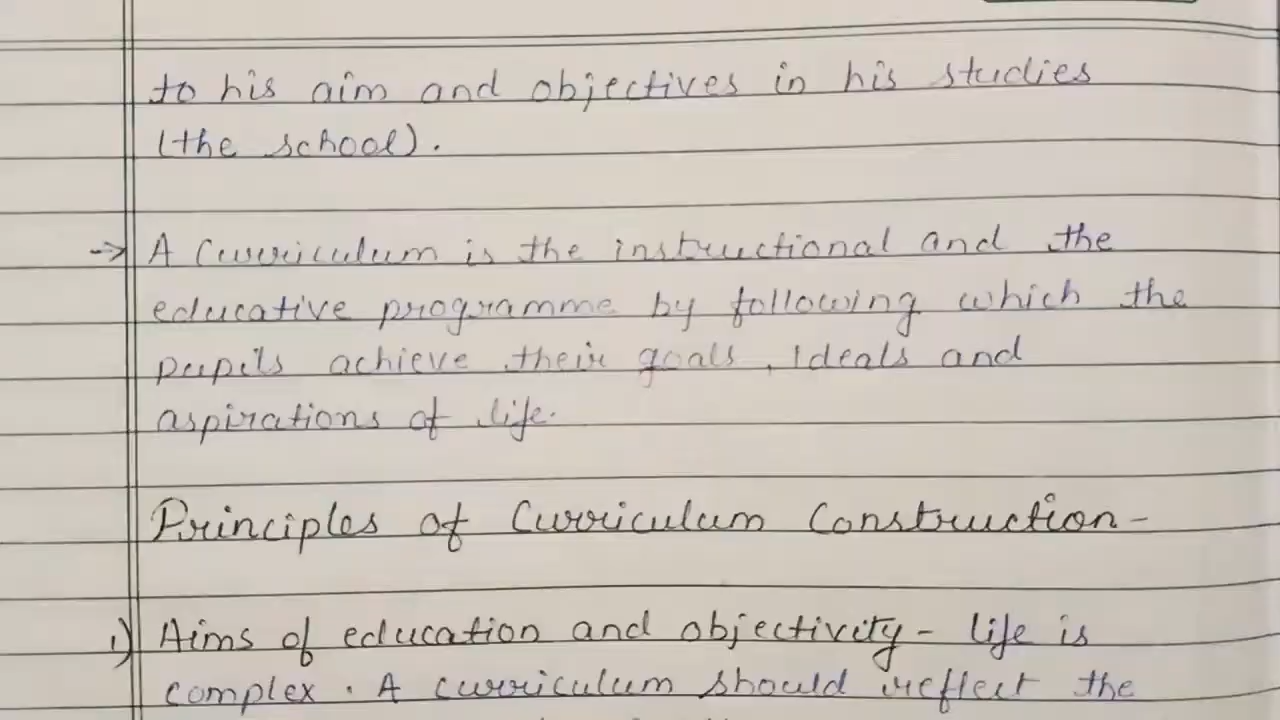 to his aim and objectives in his studies
(the school).
→ A Curriculum is the instructional and the
educative programme by following which the
pupils achieve their goals, Ideals and
aspirations of life.
Principles of Curriculum Construction-
1) Aims of education and objectivity - life is
complex. A curriculum should reflect the